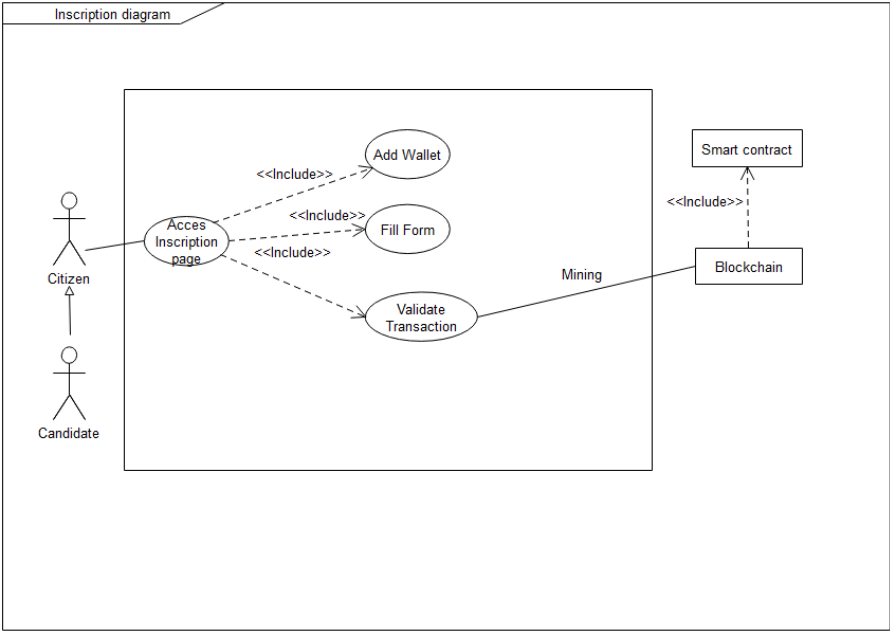 Inscription diagram
Add Wallet
<<Include>>
Smart contract
<<Include>>
<<Include>>
Acces
Inscription
page
Fill Form
<<Include>>
Citizen
Mining
Blockchain
Validate
Transaction
Candidate